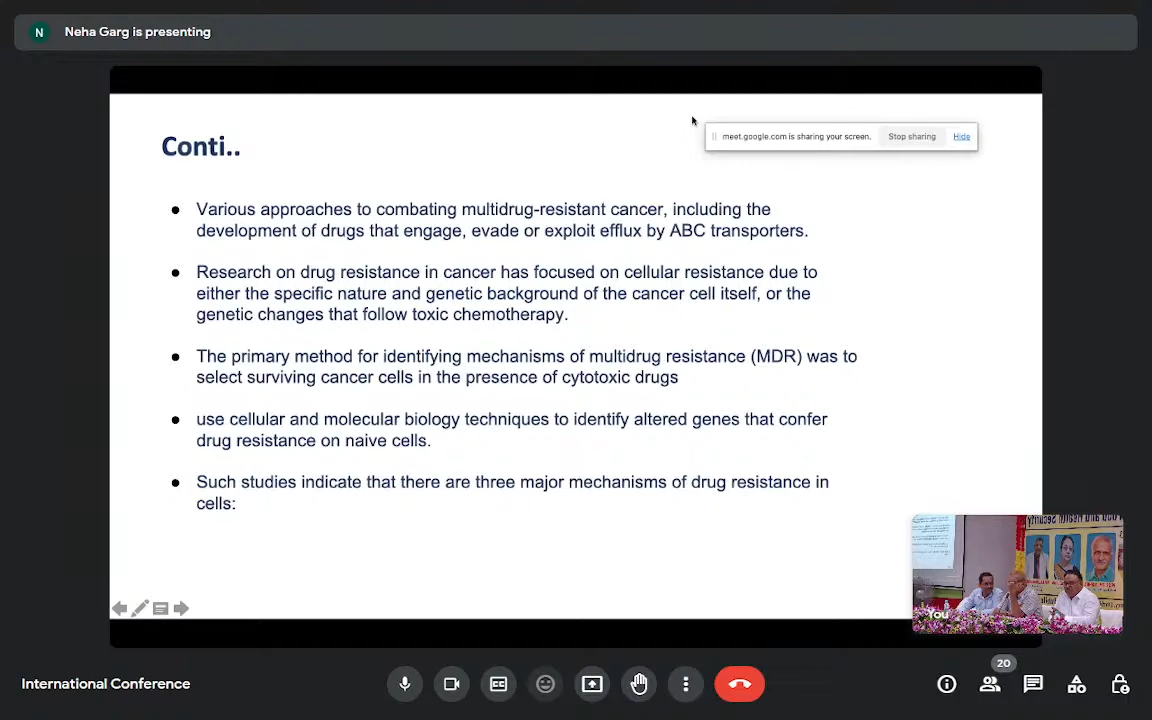 N
Neha Garg is presenting
meet.google.com is sharing your screen.
Stop sharing
Hide
Conti..
● Various approaches to combating multidrug-resistant cancer, including the
development of drugs that engage, evade or exploit efflux by ABC transporters.
● Research on drug resistance in cancer has focused on cellular resistance due to
either the specific nature and genetic background of the cancer cell itself, or the
genetic changes that follow toxic chemotherapy.
● The primary method for identifying mechanisms of multidrug resistance (MDR) was to
select surviving cancer cells in the presence of cytotoxic drugs
● use cellular and molecular biology techniques to identify altered genes that confer
drug resistance on naive cells.
● Such studies indicate that there are three major mechanisms of drug resistance in
cells:
You
20
International Conference